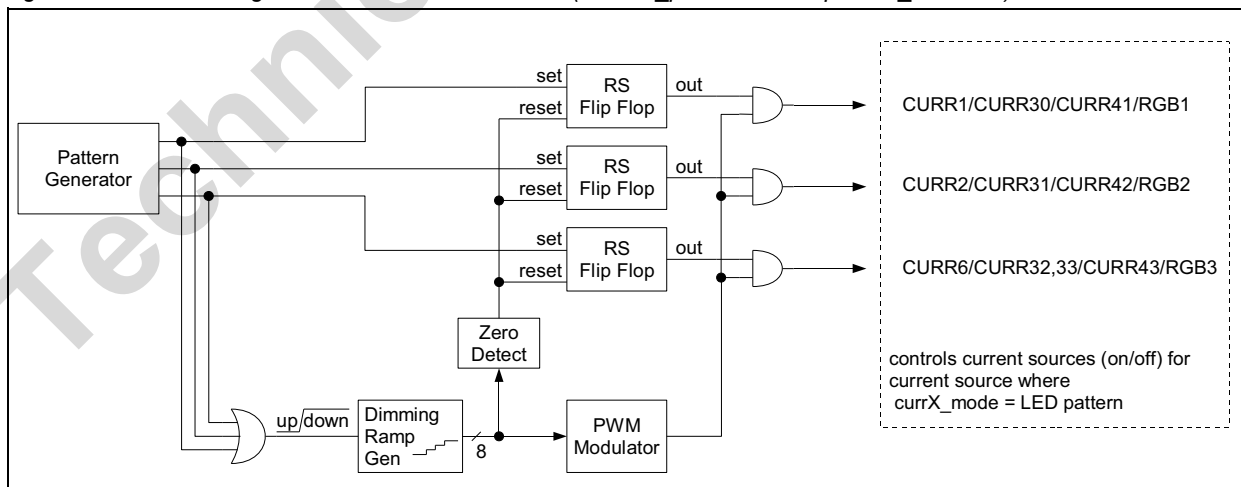 Technic
Pattern
Generator
set
reset
RS
Flip Flop
out
set
reset
RS
Flip Flop
out
set
reset
RS
Flip Flop
out
CURR1/CURR30/CURR41/RGB1
CURR2/CURR31/CURR42/RGB2
CURR6/CURR32,33/CURR43/RGB3
controls current sources (on/off) for
current source where
currX_mode = LED pattern
Zero
Detect
up/down
Dimming
Ramp
Gen
8
PWM
Modulator